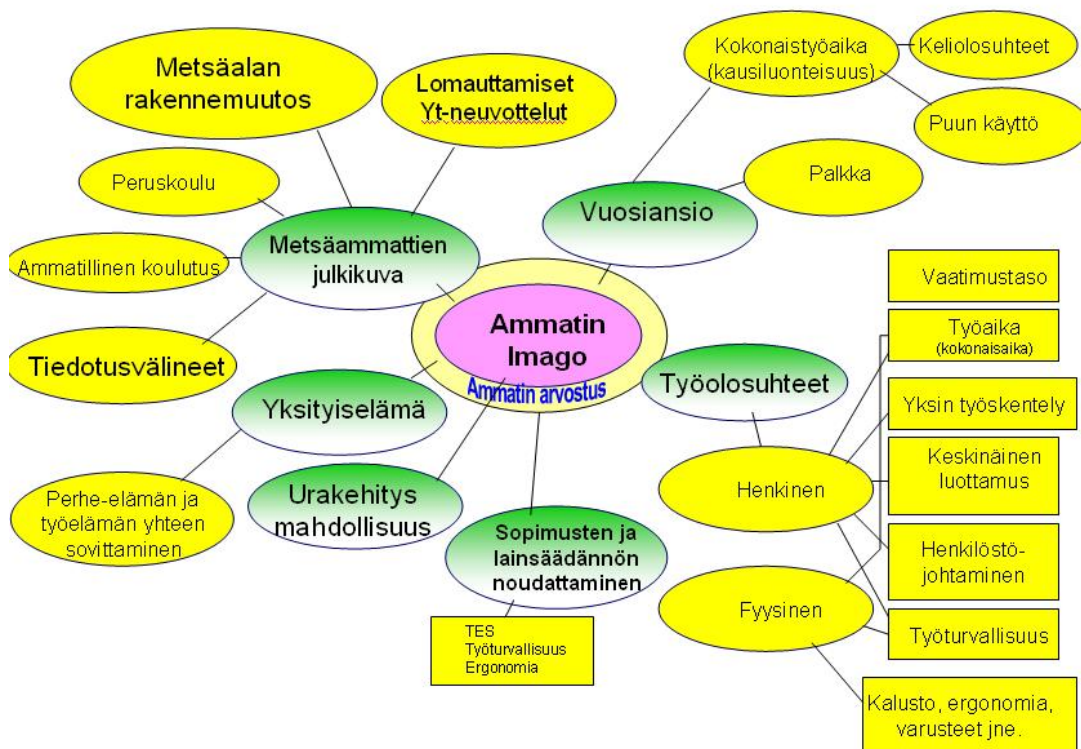 Metsäalan
rakennemuutos
Lomauttamiset
Yt-neuvottelut
Peruskoulu
Ammatillinen koulutus
Metsäammattien
julkikuva
Tiedotusvälineet
Kokonaistyöaika
(kausiluonteisuus)
Keliolosuhteet
Puun käyttö
Palkka
Vuosiansio
Ammatin
Imago
Ammatin arvostus
Yksityiselämä
Perhe-elämän ja
työelämän yhteen
sovittaminen
Urakehitys
mahdollisuus
Sopimusten ja
lainsäädännön
noudattaminen
TES
Työturvallisuus
Ergonomia
Työolosuhteet
Henkinen
Fyysinen
Vaatimustaso
Työaika
(kokonaisaika)
Yksin työskentely
Keskinäinen
luottamus
Henkilöstö-
johtaminen
Työturvallisuus
Kalusto, ergonomia,
varusteet jne.